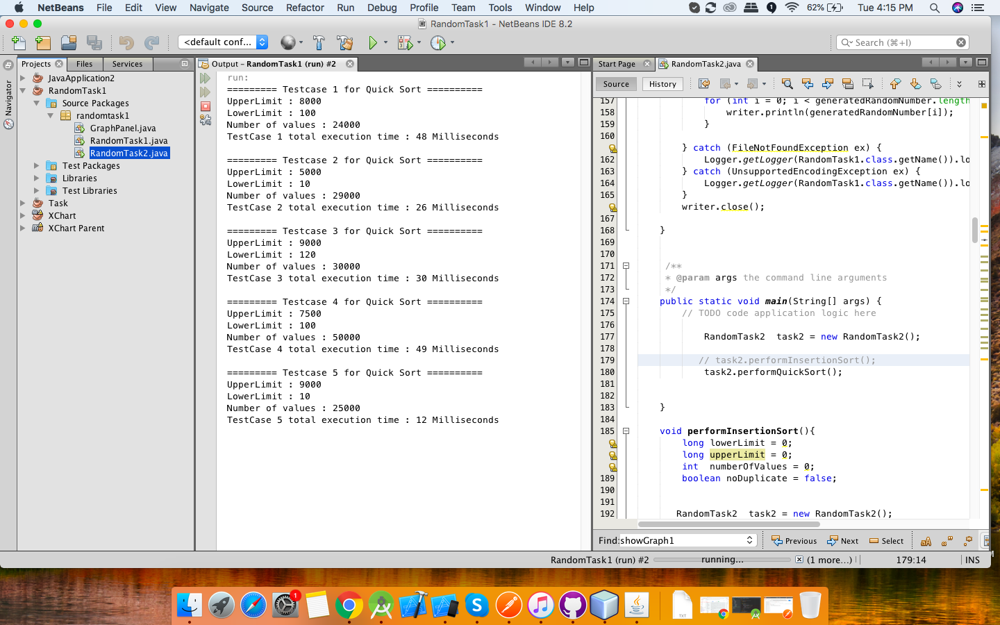 NetBeans File Edit View Navigate Source Refactor Run Debug Profile Team Tools Window Help 62% Tue 4:15 PM
RandomTask1 - NetBeans IDE 8.2
<default conf... Search (⌘+I)
Projects Files Services
Navigator
JavaApplication2
RandomTask1
Source Packages
randomtask1
GraphPanel.java
RandomTask1.java
RandomTask2.java
Test Packages
Libraries
Test Libraries
Task
XChart
XChart Parent
Output - RandomTask1 (run) #2
run:
========= Testcase 1 for Quick Sort ==========
UpperLimit : 8000
LowerLimit : 100
Number of values : 24000
TestCase 1 total execution time : 48 Milliseconds
========= Testcase 2 for Quick Sort ==========
UpperLimit : 5000
LowerLimit : 10
Number of values : 29000
TestCase 2 total execution time : 26 Milliseconds
========= Testcase 3 for Quick Sort ==========
UpperLimit : 9000
LowerLimit : 120
Number of values : 30000
TestCase 3 total execution time : 30 Milliseconds
========= Testcase 4 for Quick Sort ==========
UpperLimit : 7500
LowerLimit : 100
Number of values : 50000
TestCase 4 total execution time : 49 Milliseconds
========= Testcase 5 for Quick Sort ==========
UpperLimit : 9000
LowerLimit : 10
Number of values : 25000
TestCase 5 total execution time : 12 Milliseconds
Start Page RandomTask2.java
Source History
157 for (int i = 0; i < generatedRandomNumber.length
158 writer.println(generatedRandomNumber[i]);
159 }
160
} catch (FileNotFoundException ex) {
162 Logger.getLogger(RandomTask1.class.getName()).lo
163 } catch (UnsupportedEncodingException ex) {
164 Logger.getLogger(RandomTask1.class.getName()).lo
165 }
writer.close();
167
168 }
169
170
171 /**
172 * @param args the command line arguments
173 */
174 public static void main(String[] args) {
175 // TODO code application logic here
176
177 RandomTask2 task2 = new RandomTask2();
178
179 // task2.performInsertionSort();
180 task2.performQuickSort();
181
182
183 }
184
185 void performInsertionSort(){
long lowerLimit = 0;
long upperLimit = 0;
int numberOfValues = 0;
189 boolean noDuplicate = false;
190
191
192 RandomTask2 task2 = new RandomTask2();
Find: showGraph1 Previous Next Select
RandomTask1 (run) #2 running... (1 more...) 179:14 INS
1
TXT